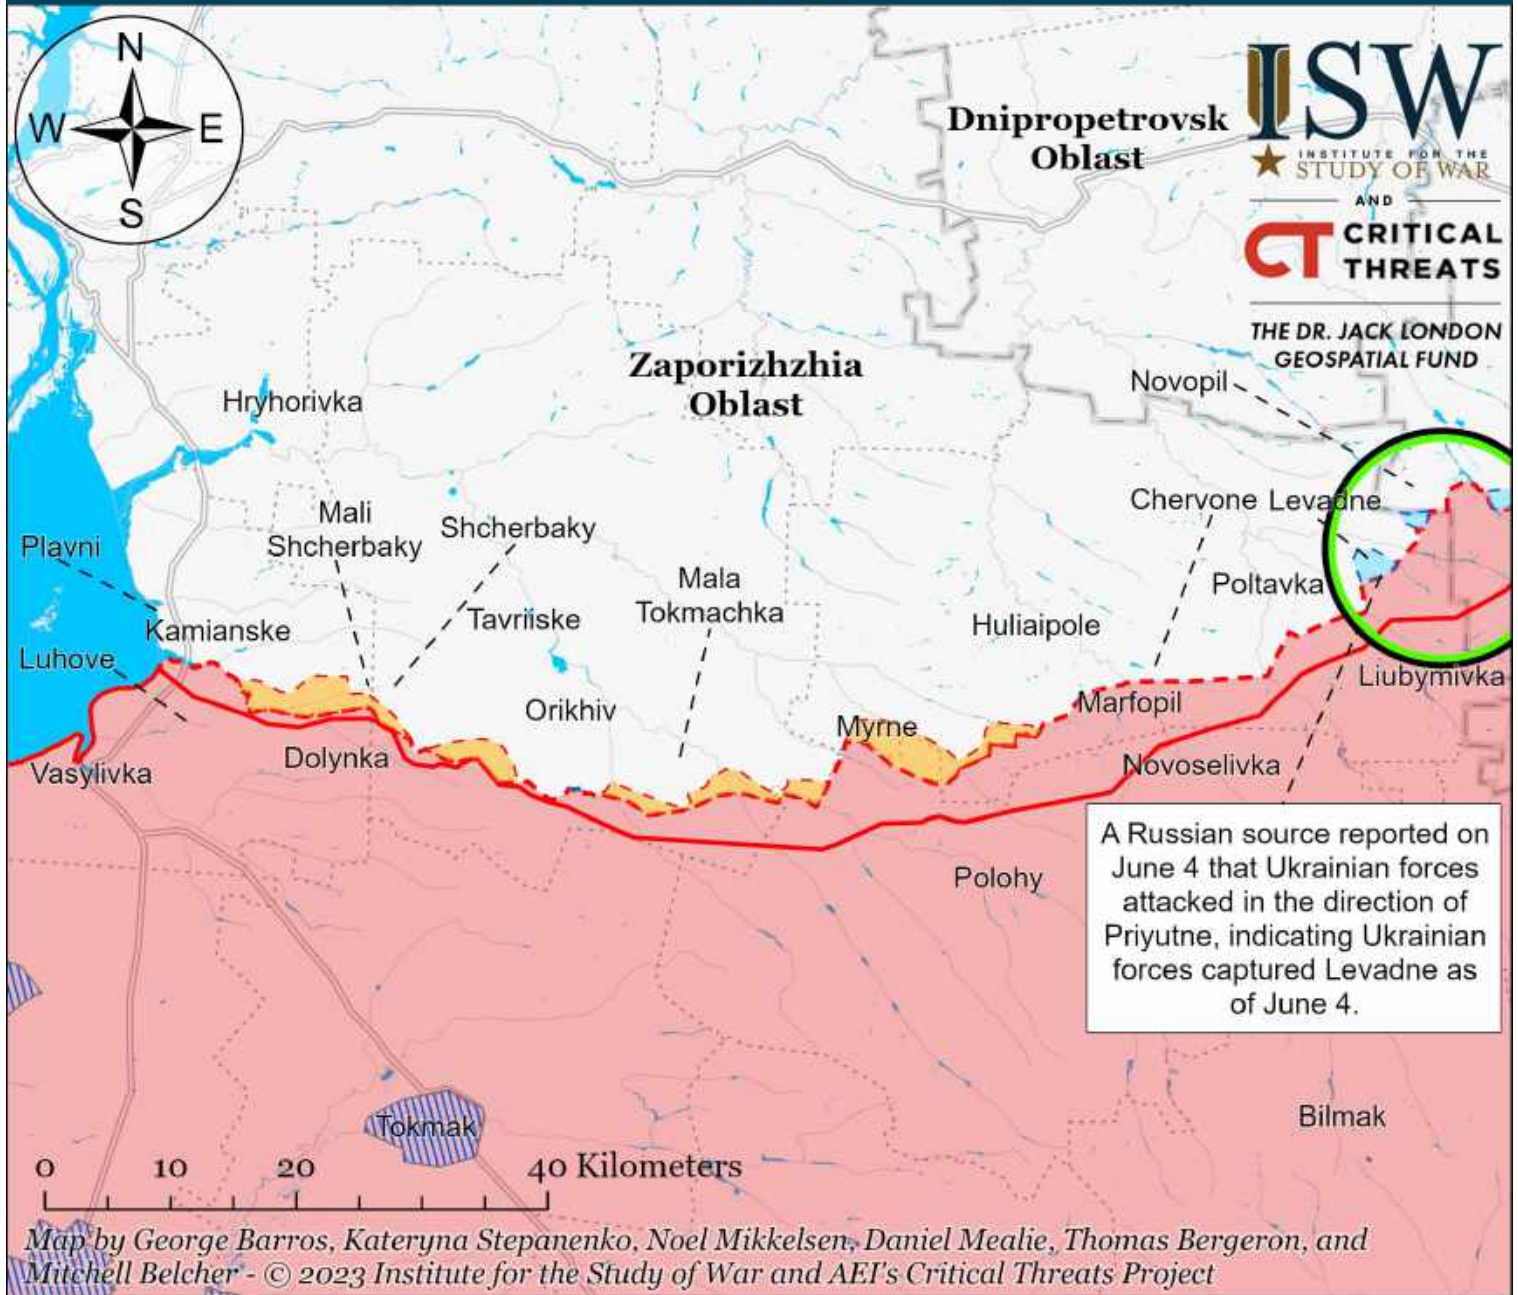 N
W
E
S
Dnipropetrovsk
Oblast
ISW
INSTITUTE FOR THE
STUDY OF WAR
AND
CT CRITICAL
THREATS
THE DR. JACK LONDON
GEOSPATIAL FUND
Zaporizhzhia
Oblast
Novopil
Hryhorivka
Mali
Shcherbaky
Shcherbaky
Chervone
Levadne
Plavni
Mala
Tokmachka
Poltavka
Kamianske
Tavriiske
Huliaipole
Luhove
Liubymivka
Orikhiv
Marfopil
Myrne
Vasylivka
Dolynka
Novoselivka
A Russian source reported on
June 4 that Ukrainian forces
attacked in the direction of
Priyutne, indicating Ukrainian
forces captured Levadne as
of June 4.
Polohy
Tokmak
Bilmak
0 10 20 40 Kilometers
Map by George Barros, Kateryna Stepanenko, Noel Mikkelsen, Daniel Mealie, Thomas Bergeron, and
Mitchell Belcher - © 2023 Institute for the Study of War and AEI's Critical Threats Project